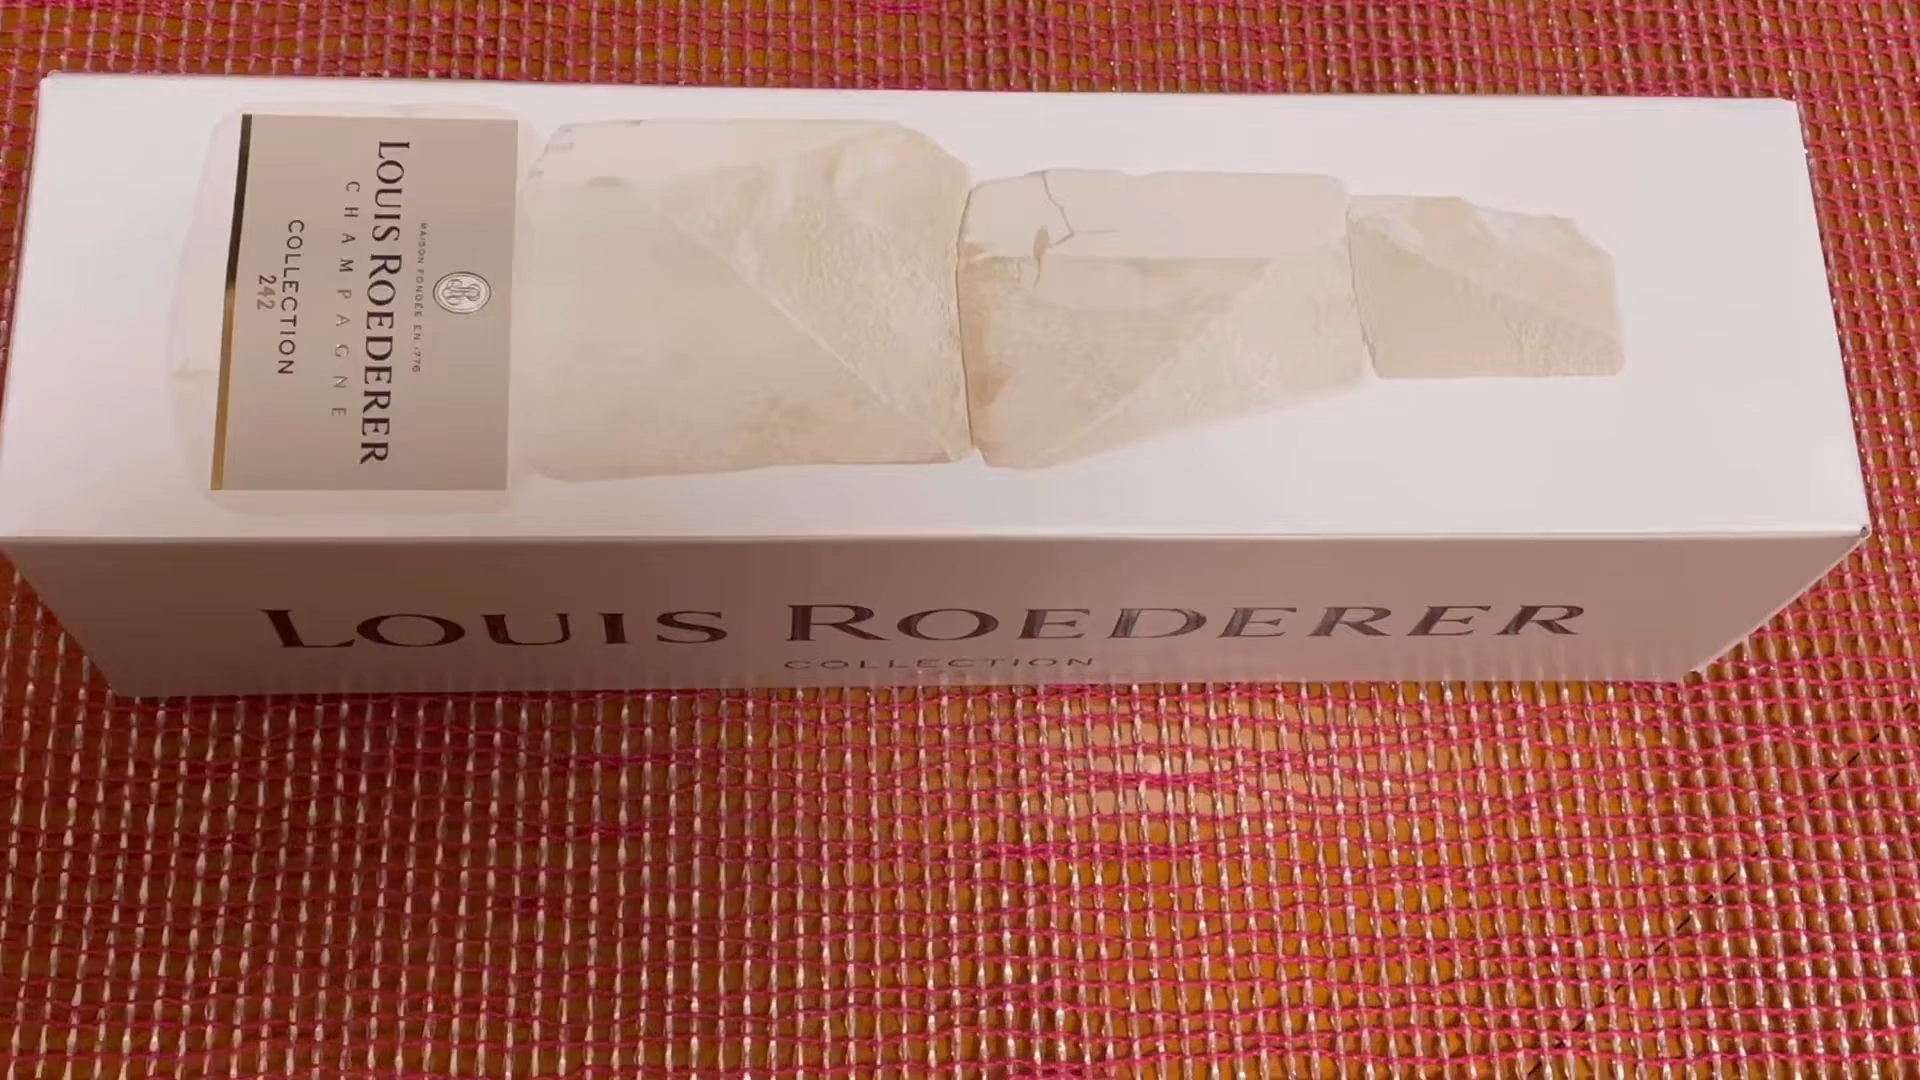 MAISON FONDÉE EN 1776
LOUIS ROEDERER
CHAMPAGNE
COLLECTION
242
LOUIS ROEDERER
COLLECTION